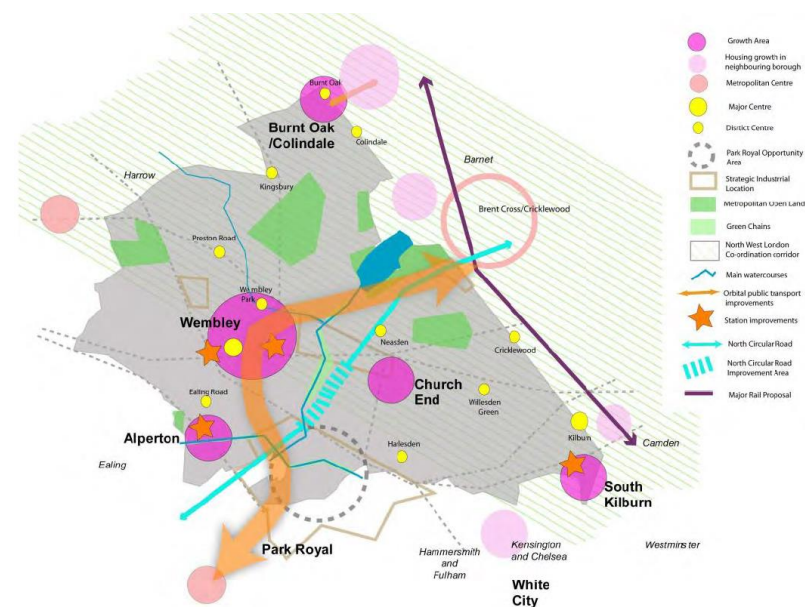 Burnt Oak
Burnt Oak
/Colindale
Colindale
Barnet
Harrow
Kingsbury
Brent Cross/Cricklewood
Preston Road
Wembley
Park
Wembley
Neasden
Cricklewood
Church
End
Willesden
Green
Ealing Road
Alperton
Kilburn
Camden
Harlesden
Ealing
South
Kilburn
Park Royal
Hammersmith
and
Fulham
Kensington
and Chelsea
Westminster
White
City
Growth Area
Housing growth in
neighbouring borough
Metropolitan Centre
Major Centre
District Centre
Park Royal Opportunity
Area
Strategic Industrial
Location
Metropolitan Open Land
Green Chains
North West London
Co-ordination corridor
Main watercourses
Orbital public transport
improvements
Station improvements
North Circular Road
North Circular Road
Improvement Area
Major Rail Proposal